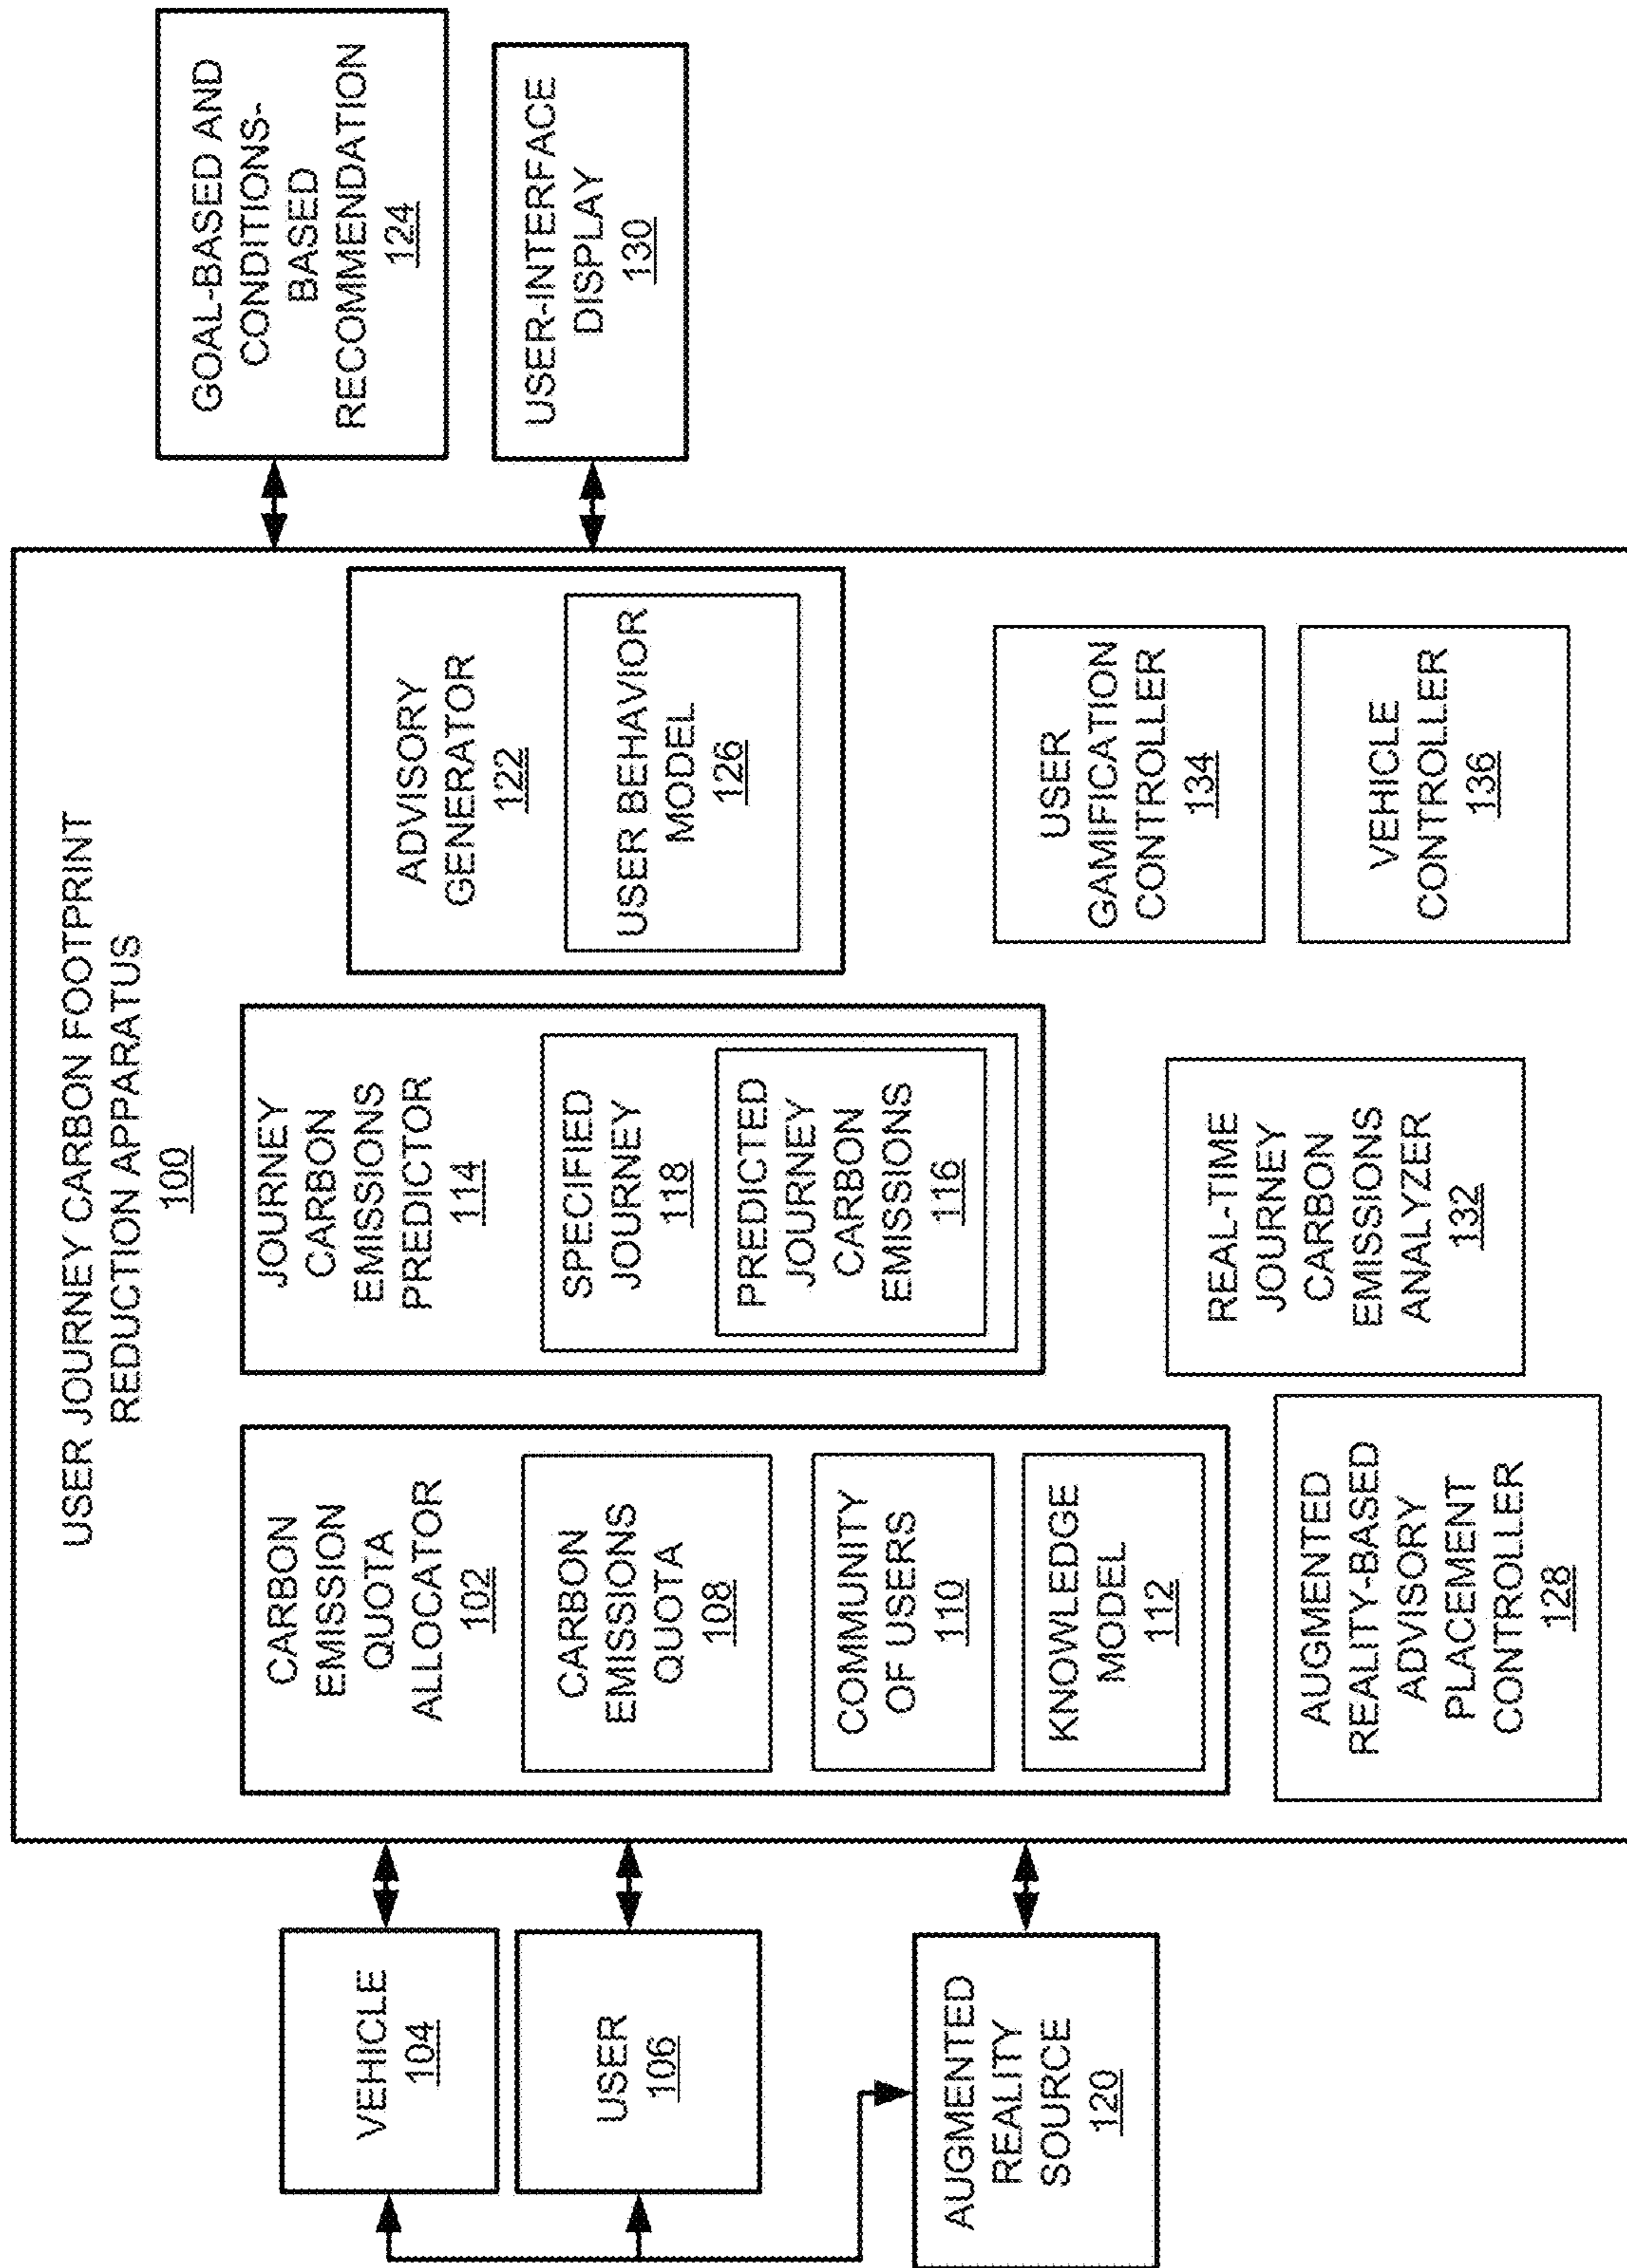 USER JOURNEY CARBON FOOTPRINT
REDUCTION APPARATUS
100
VEHICLE
104
USER
106
AUGMENTED
REALITY
SOURCE
120
CARBON
EMISSION
QUOTA
ALLOCATOR
102
CARBON
EMISSIONS
QUOTA
108
COMMUNITY
OF USERS
110
KNOWLEDGE
MODEL
112
AUGMENTED
REALITY-BASED
ADVISORY
PLACEMENT
CONTROLLER
128
JOURNEY
CARBON
EMISSIONS
PREDICTOR
114
SPECIFIED
JOURNEY
118
PREDICTED
JOURNEY
CARBON
EMISSIONS
116
REAL-TIME
JOURNEY
CARBON
EMISSIONS
ANALYZER
132
ADVISORY
GENERATOR
122
USER BEHAVIOR
MODEL
126
USER
GAMIFICATION
CONTROLLER
134
VEHICLE
CONTROLLER
136
GOAL-BASED AND
CONDITIONS-
BASED
RECOMMENDATION
124
USER-INTERFACE
DISPLAY
130